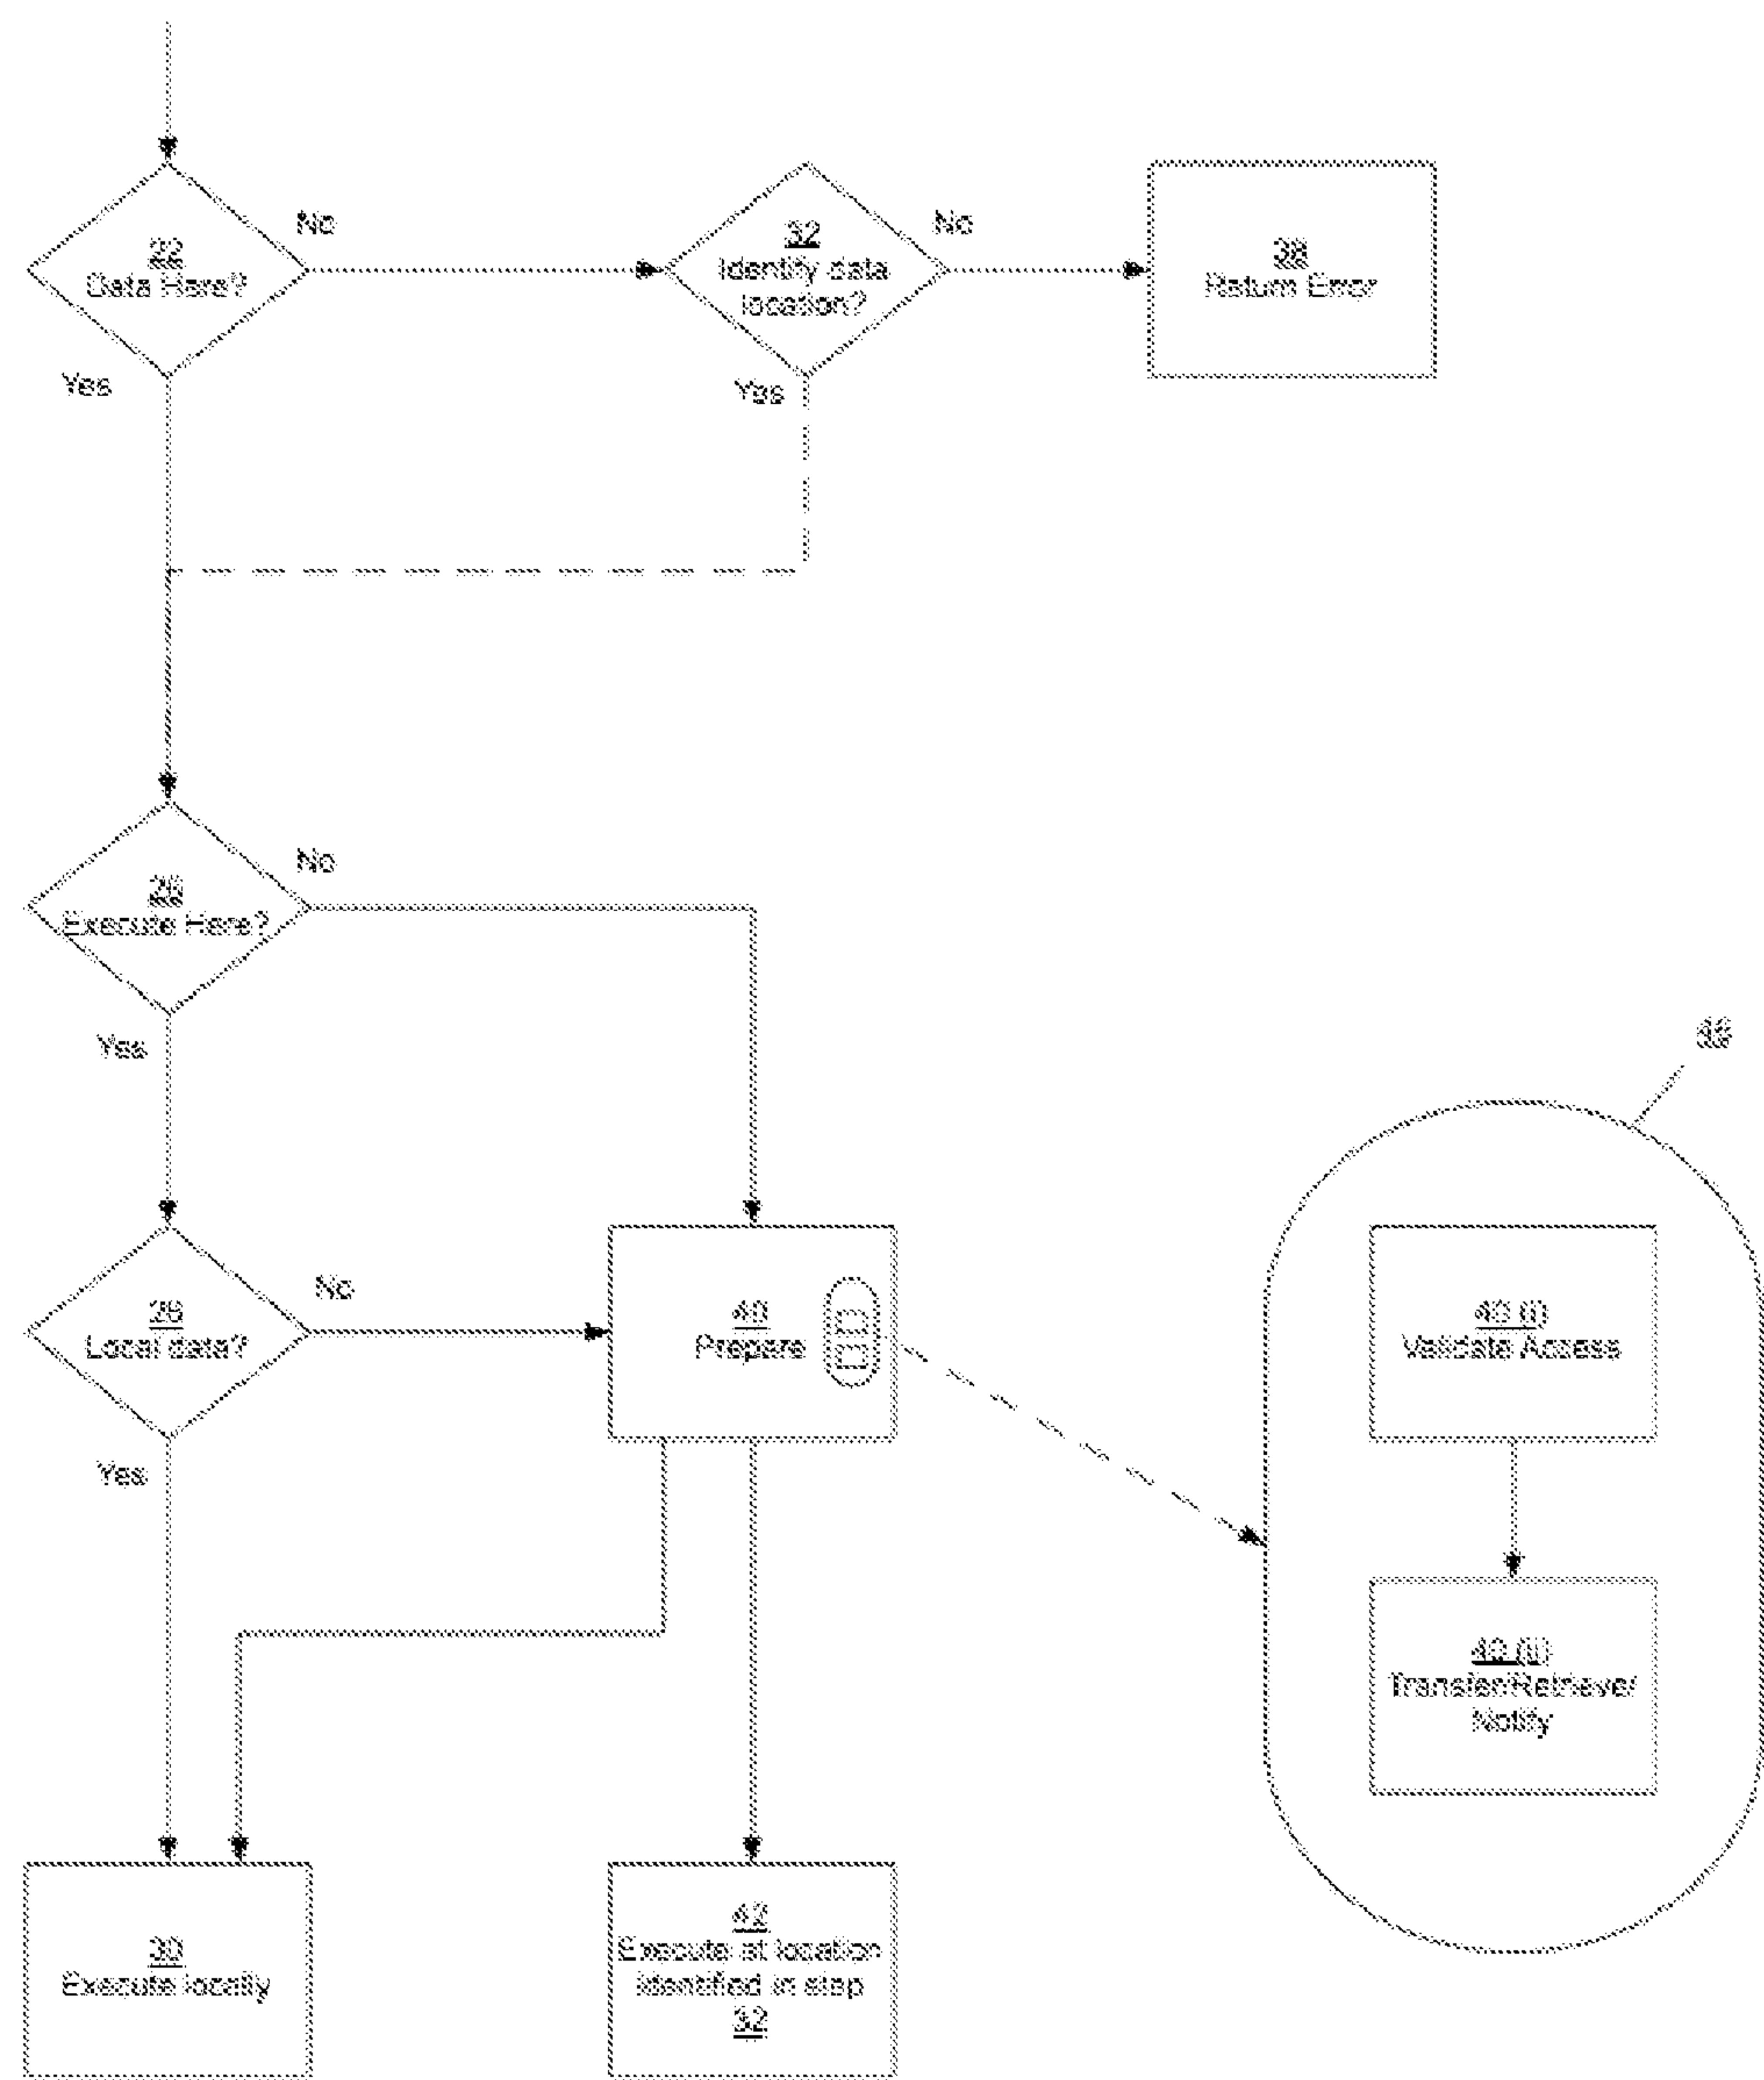 22
Data Here?
No
Yes
32
Identify data
location?
No
Yes
38
Return Error
26
Execute Here?
No
Yes
Local data?
No
Yes
40
Prepare
46
40 (i)
Validate Access
40 (ii)
Transfer/Retrieve/
Notify
30
Execute locally
42
Execute at location
identified in step
32